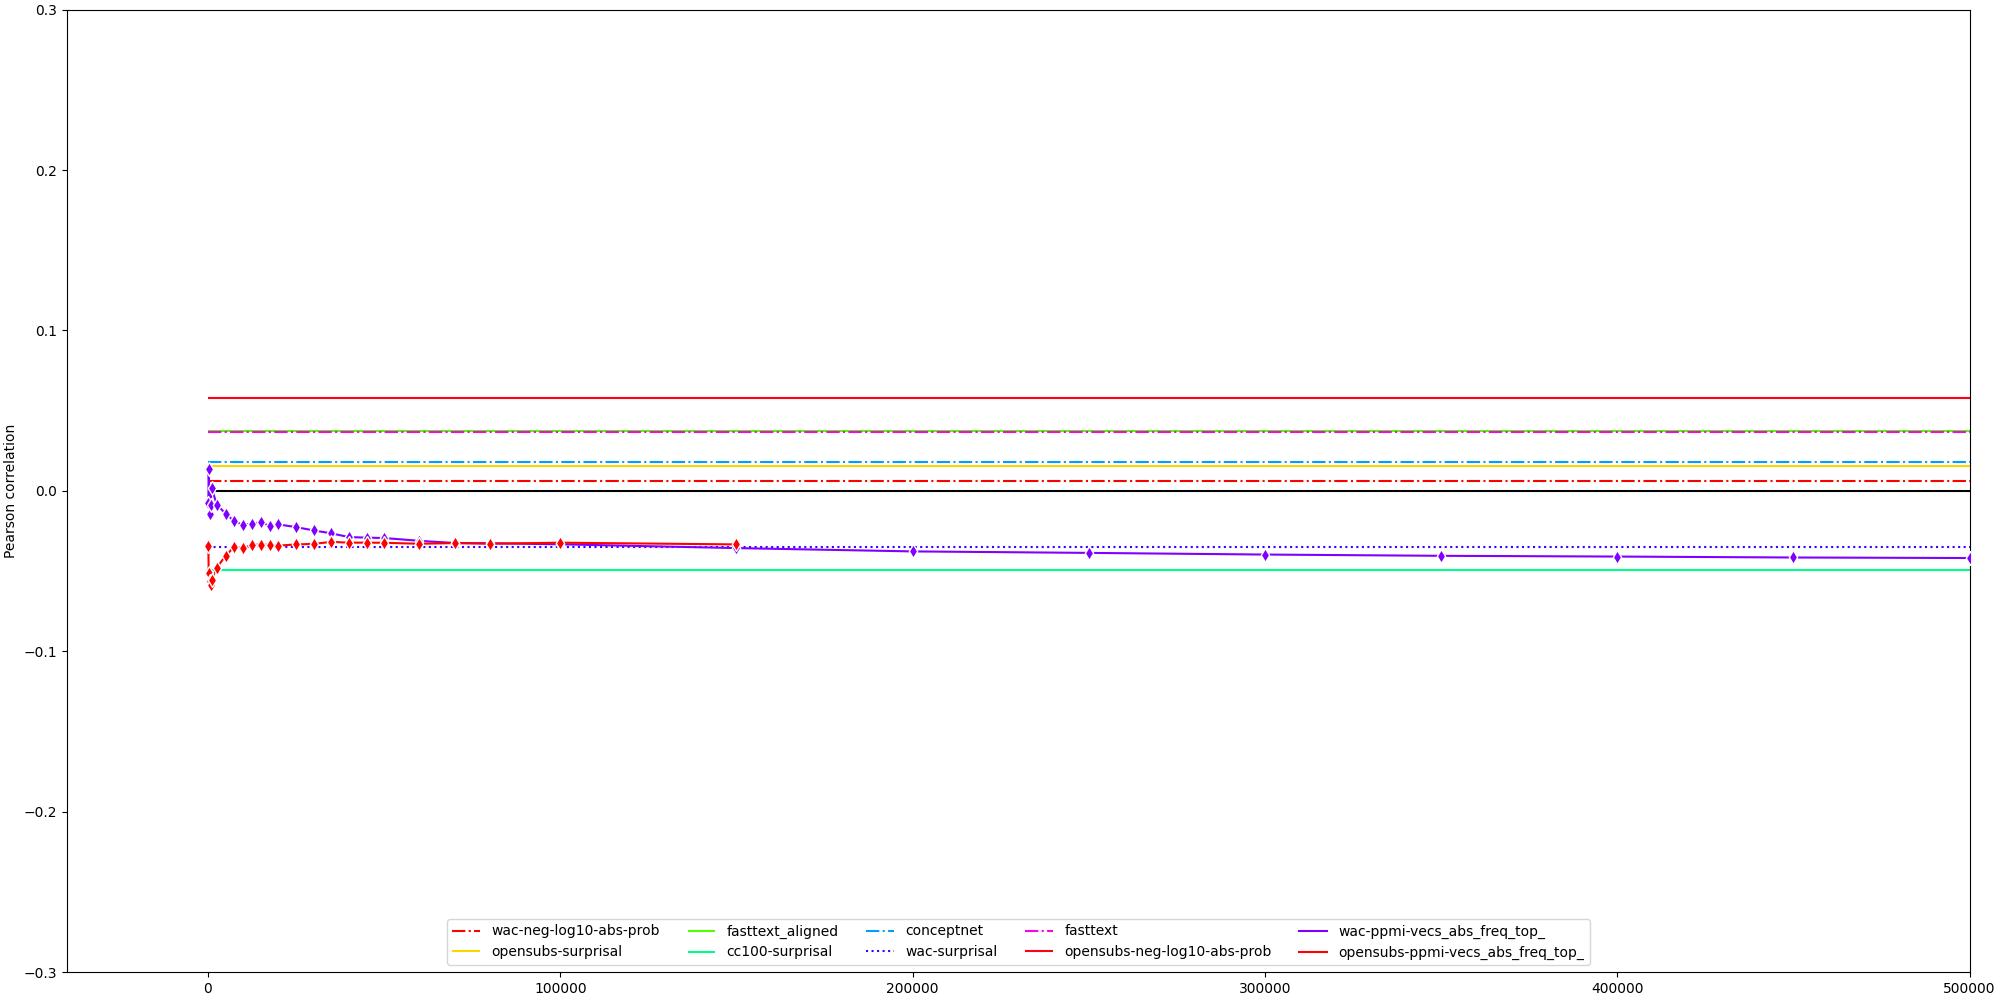 0.3
0.2
0.1
0.0
−0.1
−0.2
−0.3
Pearson correlation
wac-neg-log10-abs-prob
opensubs-surprisal
fasttext_aligned
cc100-surprisal
conceptnet
wac-surprisal
fasttext
opensubs-neg-log10-abs-prob
wac-ppmi-vecs_abs_freq_top_
opensubs-ppmi-vecs_abs_freq_top_
0 100000 200000 300000 400000 500000